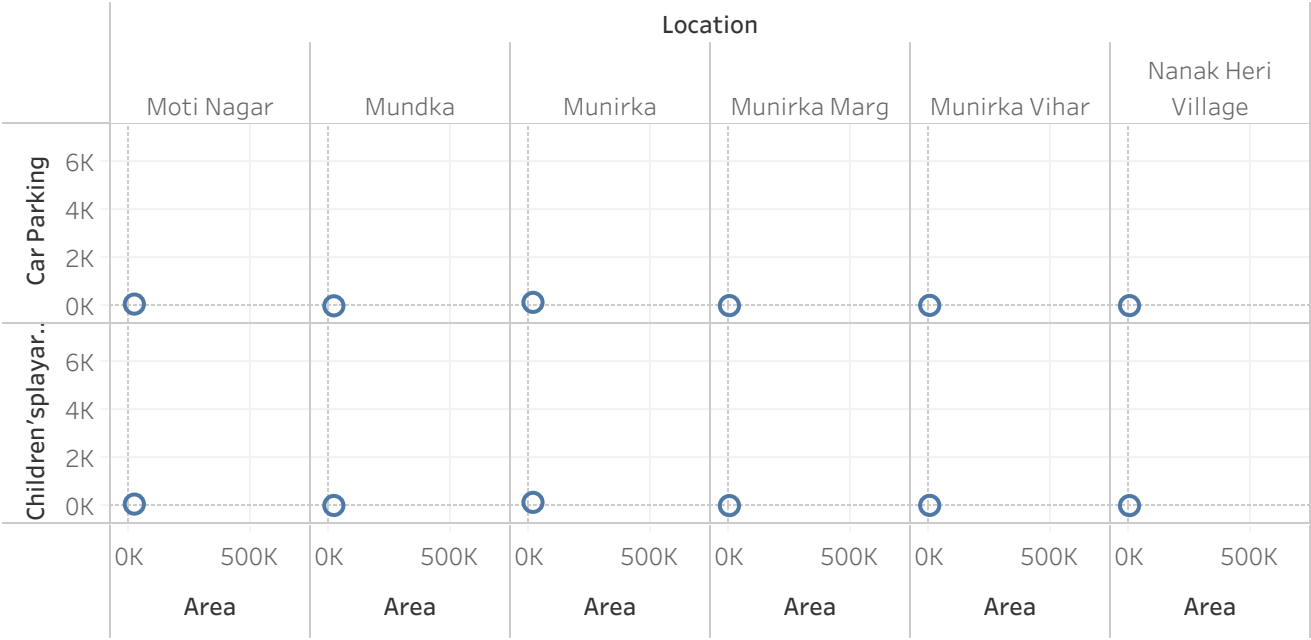 Location
Moti Nagar
Mundka
Munirka
Munirka Marg
Munirka Vihar
Nanak Heri
Village
Car Parking
6K
4K
2K
0K
Children'splayar..
6K
4K
2K
0K
0K 500K 0K 500K 0K 500K 0K 500K 0K 500K 0K 500K
Area Area Area Area Area Area